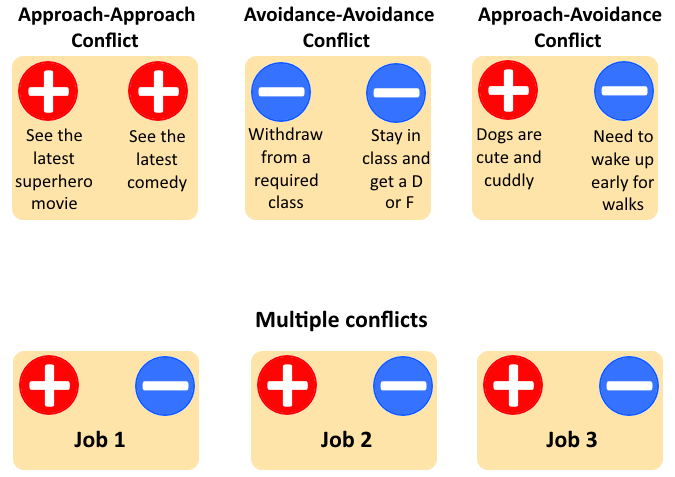 Approach-Approach
Conflict
Avoidance-Avoidance
Conflict
Approach-Avoidance
Conflict
See the
latest
superhero
movie
See the
latest
comedy
Withdraw
from a
required
class
Stay in
class and
get a D
or F
Dogs are
cute and
cuddly
Need to
wake up
early for
walks
Multiple conflicts
Job 1
Job 2
Job 3